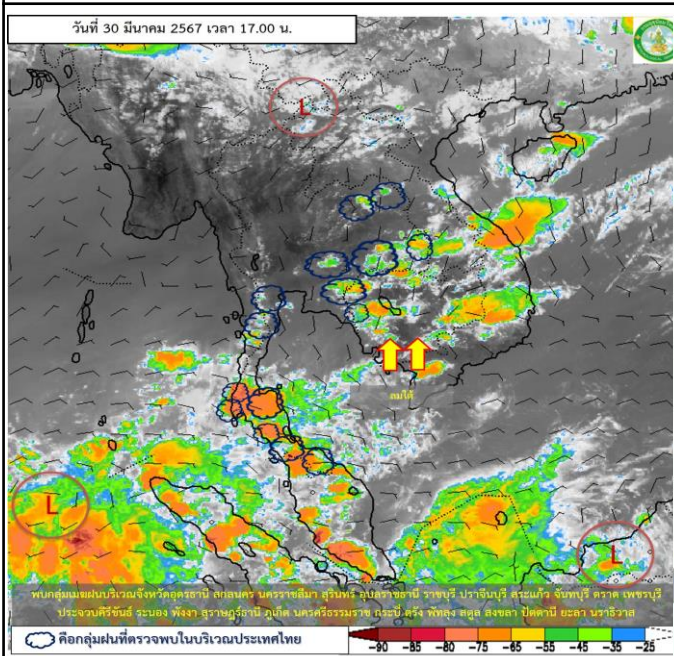 วันที่ 30 มีนาคม 2567 เวลา 17.00 น.
L
ลมใต้
L
L
พบกลุ่มเมฆฝนบริเวณจังหวัดอุดรธานี สกลนคร นครราชสีมา สุรินทร์ อุบลราชธานี ราชบุรี ปราจีนบุรี สระแก้ว จันทบุรี ตราด เพชรบุรี
ประจวบคีรีขันธ์ ระนอง พังงา สุราษฎร์ธานี ภูเก็ต นครศรีธรรมราช กระบี่ ตรัง พัทลุง สตูล สงขลา ปัตตานี ยะลา นราธิวาส
คือกลุ่มฝนที่ตรวจพบในบริเวณประเทศไทย
-90 -85 -80 -75 -65 -55 -45 -35 -25